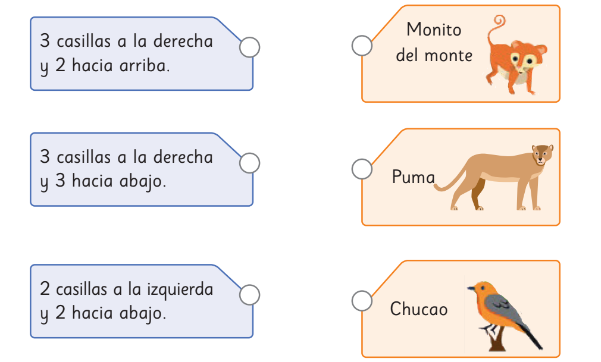 3 casillas a la derecha
y 2 hacia arriba.
Monito
del monte
3 casillas a la derecha
y 3 hacia abajo.
Puma
2 casillas a la izquierda
y 2 hacia abajo.
Chucao